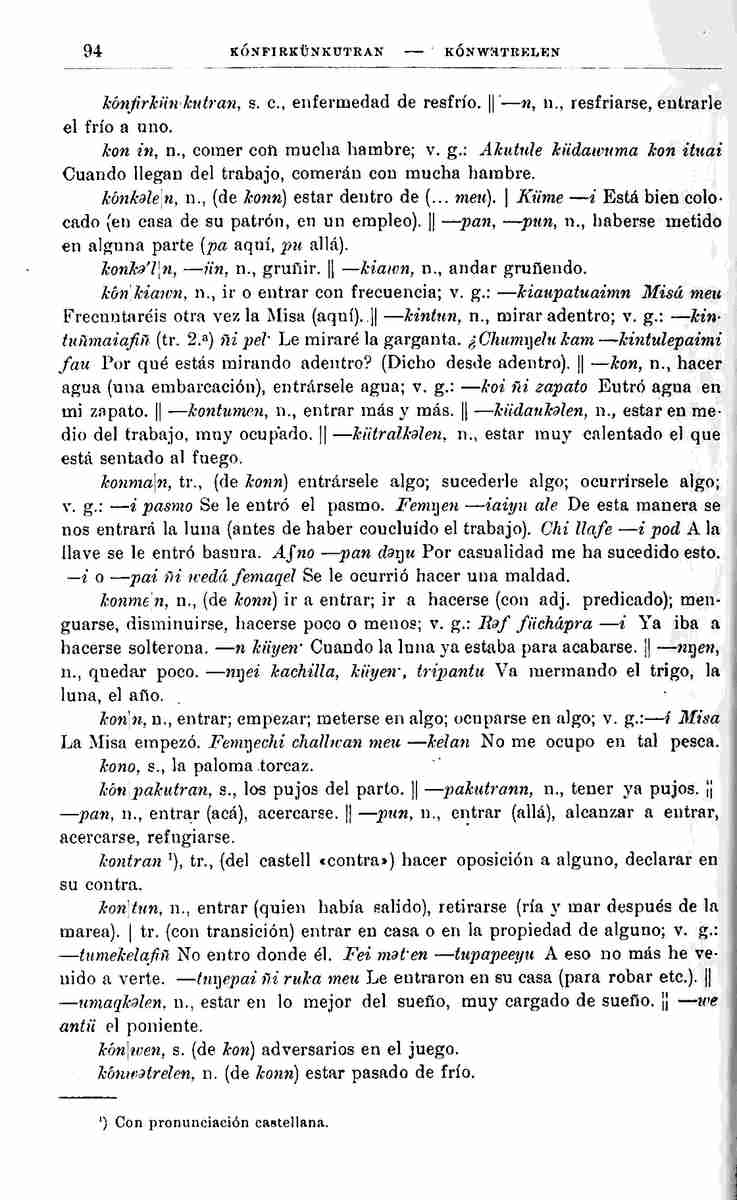 94 KÓNFIRKÜNKUTRAN — KÓNWƏTRELEN
kónfirkün kutran, s. c., enfermedad de resfrío. ‖ —n, n., resfriarse, entrarle
el frío a uno.
kon in, n., comer con mucha hambre; v. g.: Akutule küdawuma kon ituai
Cuando llegan del trabajo, comerán con mucha hambre.
kónkəle|n, n., (de konn) estar dentro de (... meu). | Küme —i Está bien colo-
cado (en casa de su patrón, en un empleo). ‖ —pan, —pun, n., haberse metido
en alguna parte (pa aquí, pu allá).
konkə'l|n, —ün, n., gruñir. ‖ —kiawn, n., andar gruñendo.
kón|kiawn, n., ir o entrar con frecuencia; v. g.: —kiaupatuaimn Misá meu
Frecuntaréis otra vez la Misa (aquí). ‖ —kintun, n., mirar adentro; v. g.: —kin-
tuñmaiafiñ (tr. 2.ª) ñi pel· Le miraré la garganta. ¿Chumŋelu kam —kintulepaimi
fau Por qué estás mirando adentro? (Dicho desde adentro). ‖ —kon, n., hacer
agua (una embarcación), entrársele agua; v. g.: —koi ñi zapato Entró agua en
mi zapato. ‖ —kontumen, n., entrar más y más. ‖ —küdaukəlen, n., estar en me-
dio del trabajo, muy ocupado. ‖ —kütralkəlen, n., estar muy calentado el que
está sentado al fuego.
konma|n, tr., (de konn) entrársele algo; sucederle algo; ocurrírsele algo;
v. g.: —i pasmo Se le entró el pasmo. Femŋen —iaiyu ale De esta manera se
nos entrará la luna (antes de haber coucluído el trabajo). Chi llafe —i pod A la
llave se le entró basura. Aʃno —pan dəŋu Por casualidad me ha sucedido esto.
—i o —pai ñi wedá femaqel Se le ocurrió hacer una maldad.
konme|n, n., (de konn) ir a entrar; ir a hacerse (con adj. predicado); men-
guarse, disminuirse, hacerse poco o menos; v. g.: Rəf füchápra —i Ya iba a
hacerse solterona. —n küyen· Cuando la luna ya estaba para acabarse. ‖ —nŋen,
n., quedar poco. —nŋei kachilla, küyen·, tripantu Va mermando el trigo, la
luna, el año.
kon|n, n., entrar; empezar; meterse en algo; ocuparse en algo; v. g.:—i Misa
La Misa empezó. Femŋechi challwan meu —kelan No me ocupo en tal pesca.
kono, s., la paloma torcaz.
kón|pakutran, s., los pujos del parto. ‖ —pakutrann, n., tener ya pujos. ‖
—pan, n., entrar (acá), acercarse. ‖ —pun, n., entrar (allá), alcanzar a entrar,
acercarse, refugiarse.
kontran ¹), tr., (del castell «contra») hacer oposición a alguno, declarar en
su contra.
kon|tun, n., entrar (quien había salido), retirarse (ría y mar después de la
marea). | tr. (con transición) entrar en casa o en la propiedad de alguno; v. g.:
—tumekelafiñ No entro donde él. Fei mət·en —tupapeeyu A eso no más he ve-
nido a verte. —tuŋepai ñi ruka meu Le entraron en su casa (para robar etc.). ‖
—umaqkəlen, n., estar en lo mejor del sueño, muy cargado de sueño. ‖ —we
antü el poniente.
kón|wen, s. (de kon) adversarios en el juego.
kónwətrelen, n. (de konn) estar pasado de frío.
¹) Con pronunciación castellana.